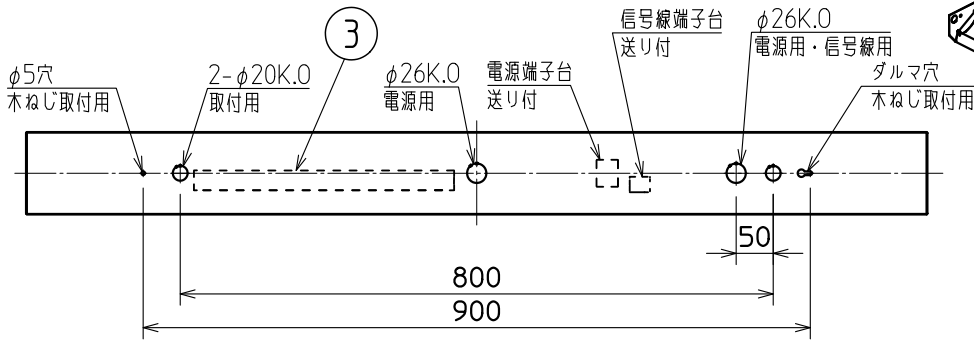 ③
信号線端子台
送り付
φ26K.O
電源用・信号線用
φ5穴
木ねじ取付用
2-φ20K.O
取付用
φ26K.O
電源用
電源端子台
送り付
ダルマ穴
木ねじ取付用
50
800
900